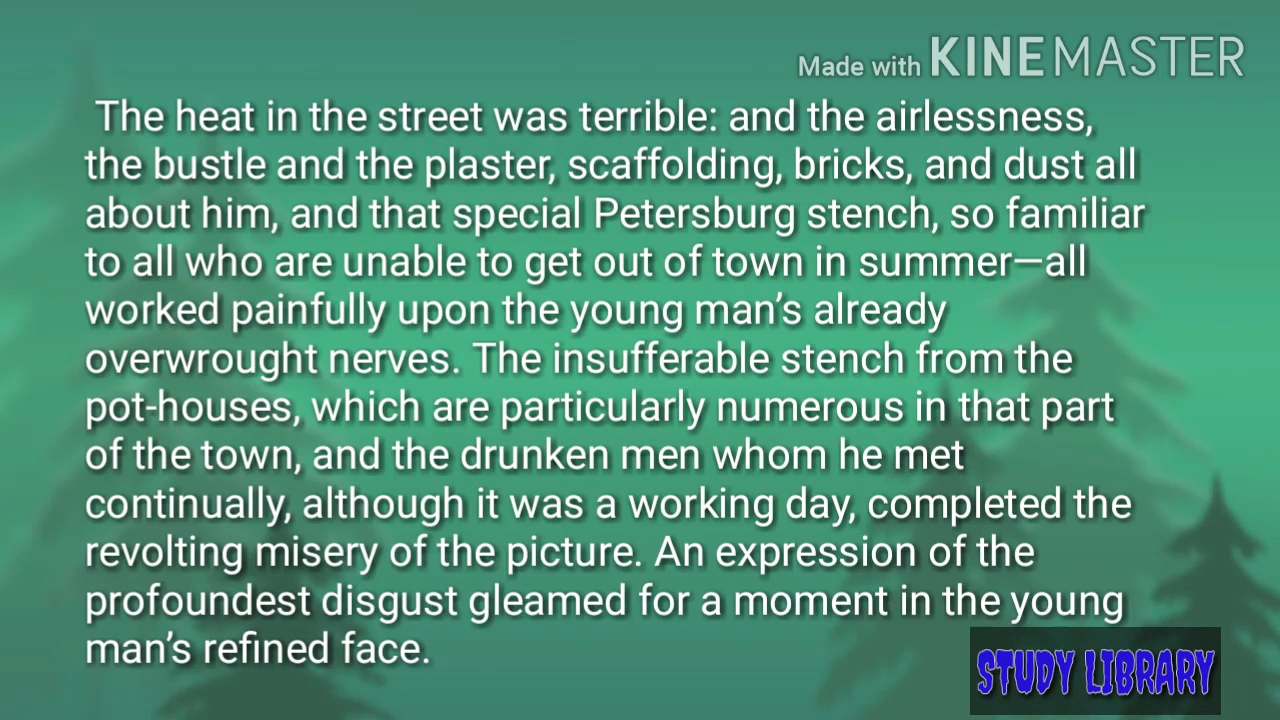 Made with KINEMASTER
The heat in the street was terrible: and the airlessness,
the bustle and the plaster, scaffolding, bricks, and dust all
about him, and that special Petersburg stench, so familiar
to all who are unable to get out of town in summer—all
worked painfully upon the young man’s already
overwrought nerves. The insufferable stench from the
pot-houses, which are particularly numerous in that part
of the town, and the drunken men whom he met
continually, although it was a working day, completed the
revolting misery of the picture. An expression of the
profoundest disgust gleamed for a moment in the young
man’s refined face.
STUDY LIBRARY